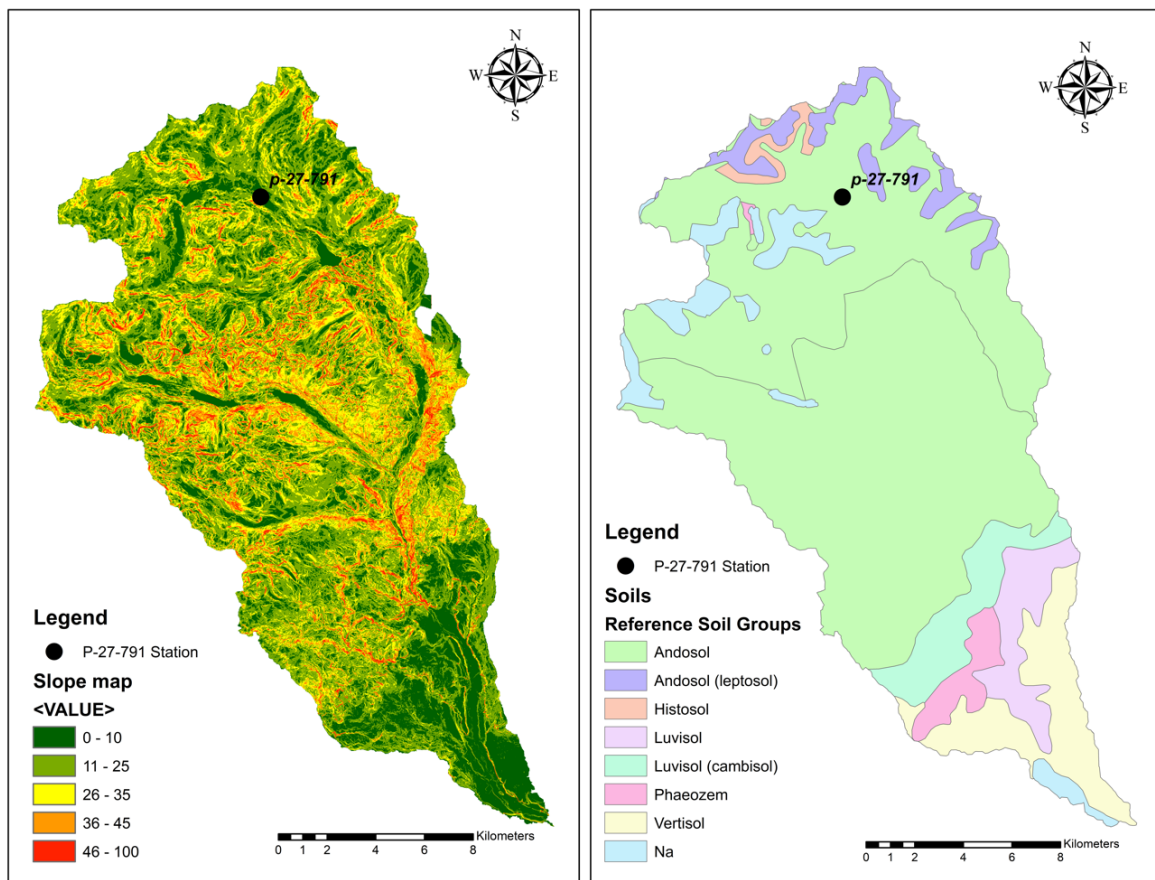 N
W E
S
p-27-791
Legend
P-27-791 Station
Slope map
<VALUE>
0 - 10
11 - 25
26 - 35
36 - 45
46 - 100
Kilometers
0 2 4 6 8
N
W E
S
p-27-791
Legend
P-27-791 Station
Soils
Reference Soil Groups
Andosol
Andosol (leptosol)
Histosol
Luvisol
Luvisol (cambisol)
Phaeozem
Vertisol
Na
Kilometers
0 1 2 4 6 8